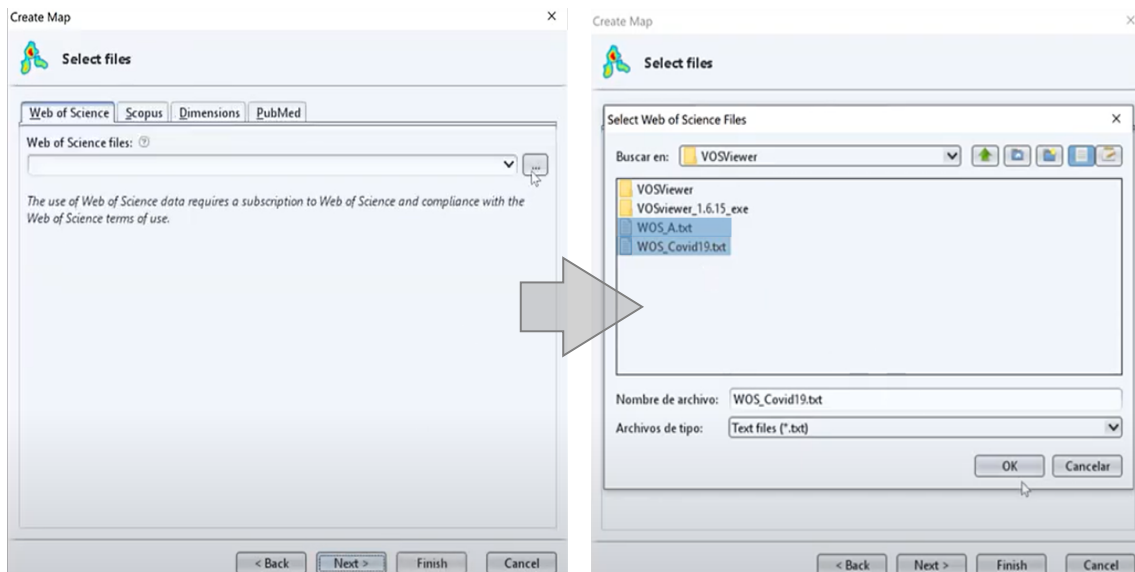 Create Map
Select files
Web of Science Scopus Dimensions PubMed
Web of Science files:
...
The use of Web of Science data requires a subscription to Web of Science and compliance with the
Web of Science terms of use.
< Back Next > Finish Cancel
Create Map
Select files
Select Web of Science Files
Buscar en: VOSViewer
VOSViewer
VOSviewer_1.6.15_exe
WOS_A.txt
WOS_Covid19.txt
Nombre de archivo: WOS_Covid19.txt
Archivos de tipo: Text files (*.txt)
OK Cancelar
< Back Next > Finish Cancel